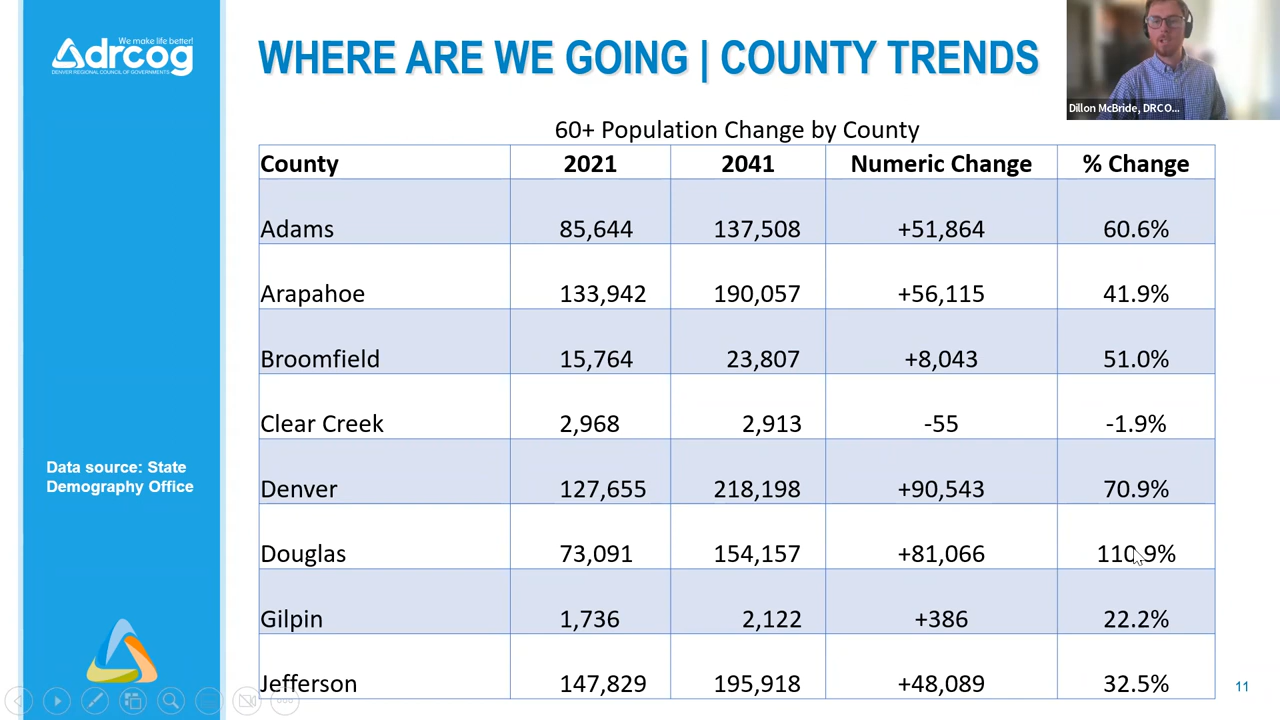 We make life better!
drcog
DENVER REGIONAL COUNCIL OF GOVERNMENTS
WHERE ARE WE GOING | COUNTY TRENDS
Dillon McBride, DRCO...
60+ Population Change by County
County 2021 2041 Numeric Change % Change
Adams 85,644 137,508 +51,864 60.6%
Arapahoe 133,942 190,057 +56,115 41.9%
Broomfield 15,764 23,807 +8,043 51.0%
Clear Creek 2,968 2,913 -55 -1.9%
Denver 127,655 218,198 +90,543 70.9%
Douglas 73,091 154,157 +81,066 110.9%
Gilpin 1,736 2,122 +386 22.2%
Jefferson 147,829 195,918 +48,089 32.5%
Data source: State
Demography Office
11